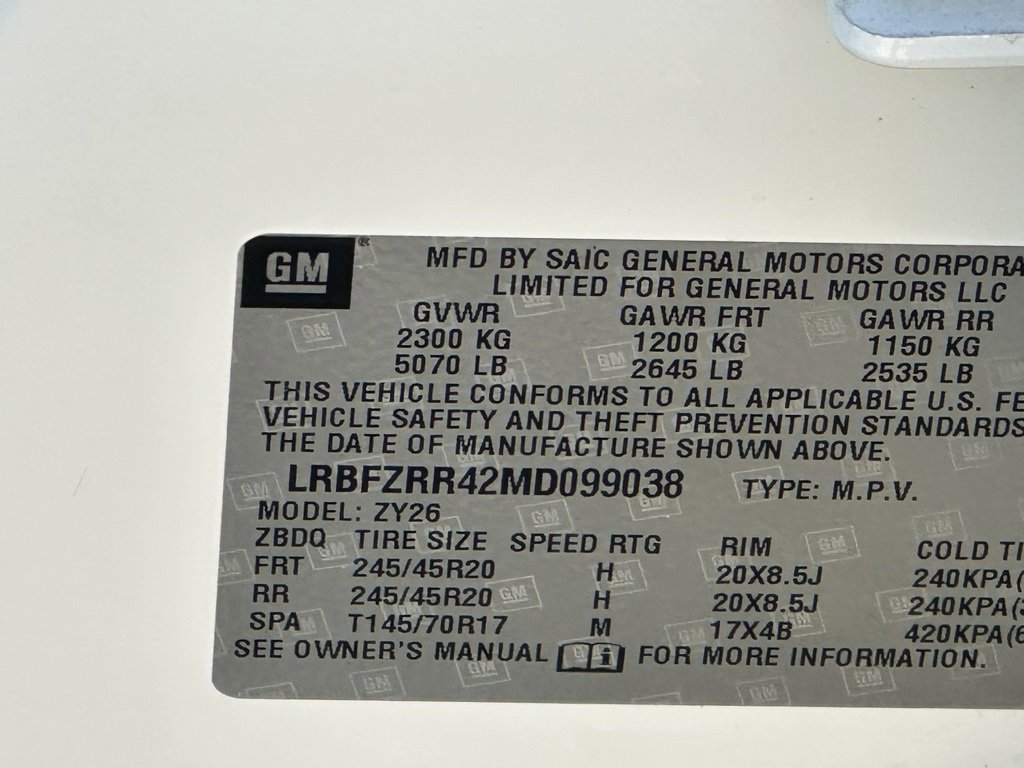 GM ®
MFD BY SAIC GENERAL MOTORS CORPORA
LIMITED FOR GENERAL MOTORS LLC
GVWR GAWR FRT GAWR RR
2300 KG 1200 KG 1150 KG
5070 LB 2645 LB 2535 LB
THIS VEHICLE CONFORMS TO ALL APPLICABLE U.S. FE
VEHICLE SAFETY AND THEFT PREVENTION STANDARDS
THE DATE OF MANUFACTURE SHOWN ABOVE.
LRBFZRR42MD099038 TYPE: M.P.V.
MODEL: ZY26
ZBDQ TIRE SIZE SPEED RTG RIM COLD TI
FRT 245/45R20 H 20X8.5J 240KPA(
RR 245/45R20 H 20X8.5J 240KPA(
SPA T145/70R17 M 17X4B 420KPA(6
SEE OWNER'S MANUAL FOR MORE INFORMATION.